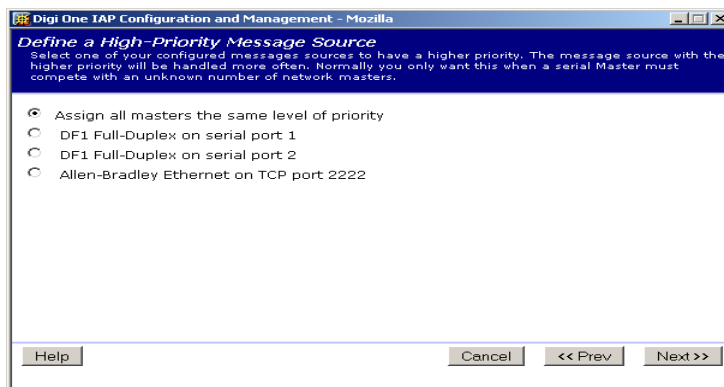 Digi One IAP Configuration and Management - Mozilla
Define a High-Priority Message Source
Select one of your configured messages sources to have a higher priority. The message source with the
higher priority will be handled more often. Normally you only want this when a serial Master must
compete with an unknown number of network masters.
Assign all masters the same level of priority
DF1 Full-Duplex on serial port 1
DF1 Full-Duplex on serial port 2
Allen-Bradley Ethernet on TCP port 2222
Help
Cancel
<< Prev
Next >>